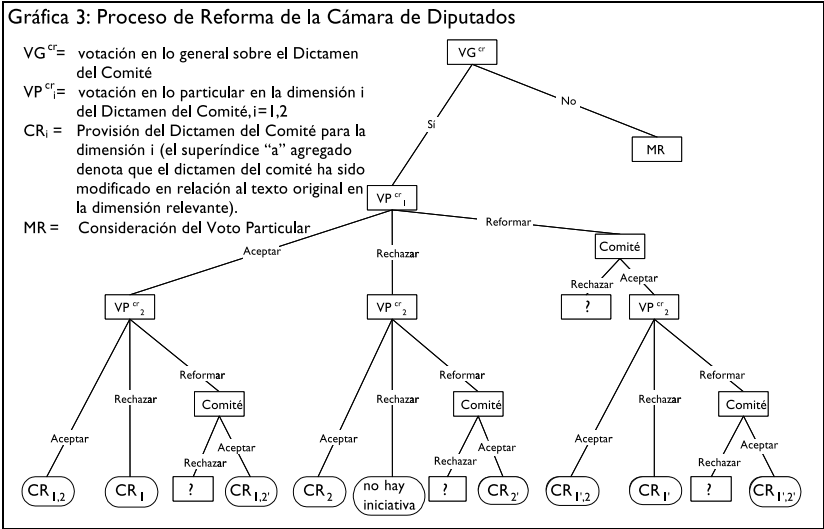 Gráfica 3: Proceso de Reforma de la Cámara de Diputados
VG^cr = votación en lo general sobre el Dictamen
del Comité
VP^cr_i = votación en lo particular en la dimensión i
del Dictamen del Comité, i=1,2
CR_i = Provisión del Dictamen del Comité para la
dimensión i (el superíndice “a” agregado
denota que el dictamen del comité ha sido
modificado en relación al texto original en
la dimensión relevante).
MR = Consideración del Voto Particular
VG^cr
Sí
No
MR
VP^cr_1
Aceptar
Rechazar
Reformar
Comité
Rechazar
Aceptar
?
VP^cr_2
VP^cr_2
VP^cr_2
Aceptar
Rechazar
Reformar
Comité
Rechazar
Aceptar
Aceptar
Rechazar
Reformar
Comité
Rechazar
Aceptar
Aceptar
Rechazar
Reformar
Comité
Rechazar
Aceptar
CR_1,2
CR_1
?
CR_1,2'
CR_2
no hay
iniciativa
?
CR_2'
CR_1',2
CR_1'
?
CR_1',2'